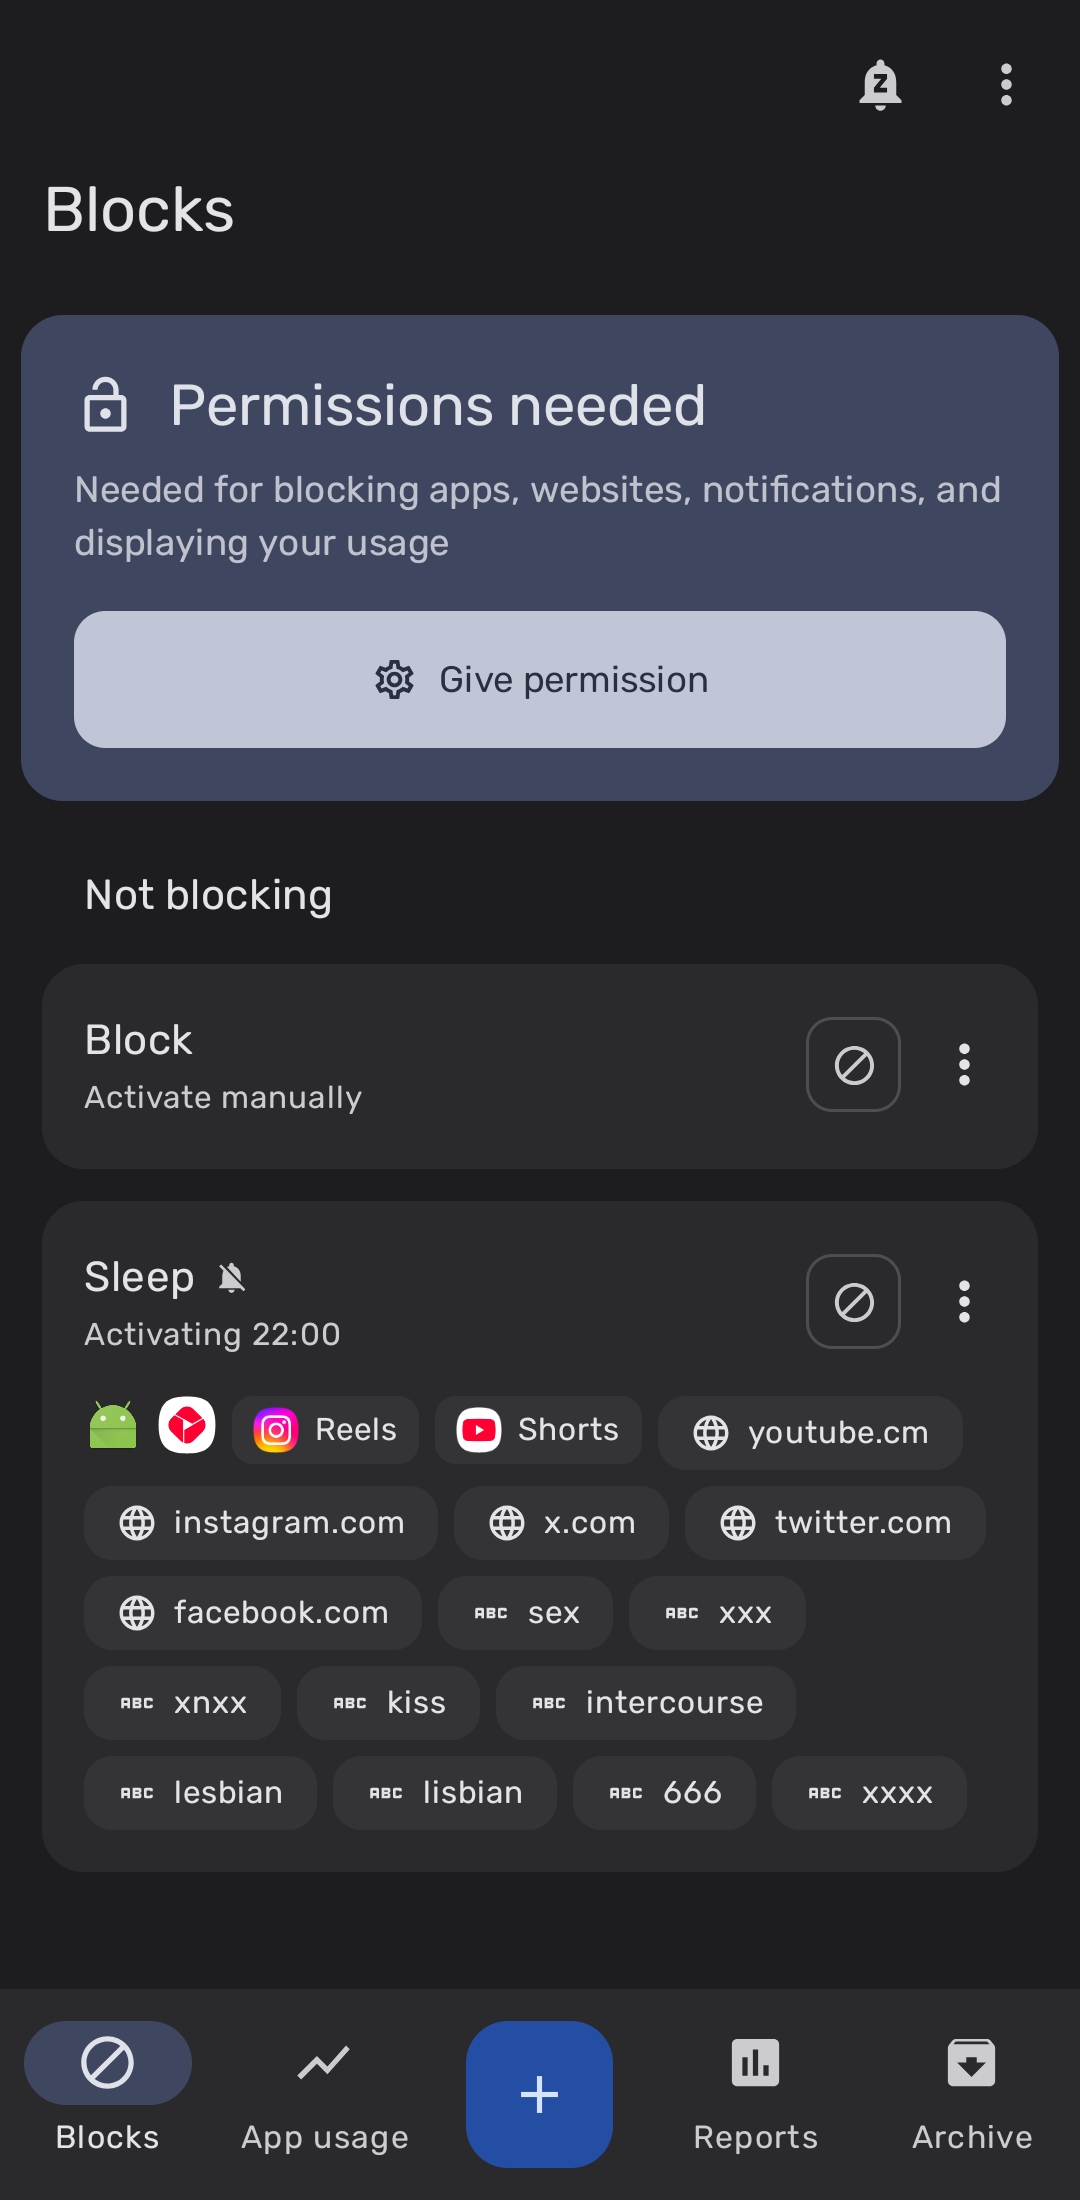 Blocks
Permissions needed
Needed for blocking apps, websites, notifications, and
displaying your usage
Give permission
Not blocking
Block
Activate manually
Sleep
Activating 22:00
Reels Shorts youtube.cm
instagram.com x.com twitter.com
facebook.com ABC sex ABC xxx
ABC xnxx ABC kiss ABC intercourse
ABC lesbian ABC lisbian ABC 666 ABC xxxx
Blocks App usage + Reports Archive